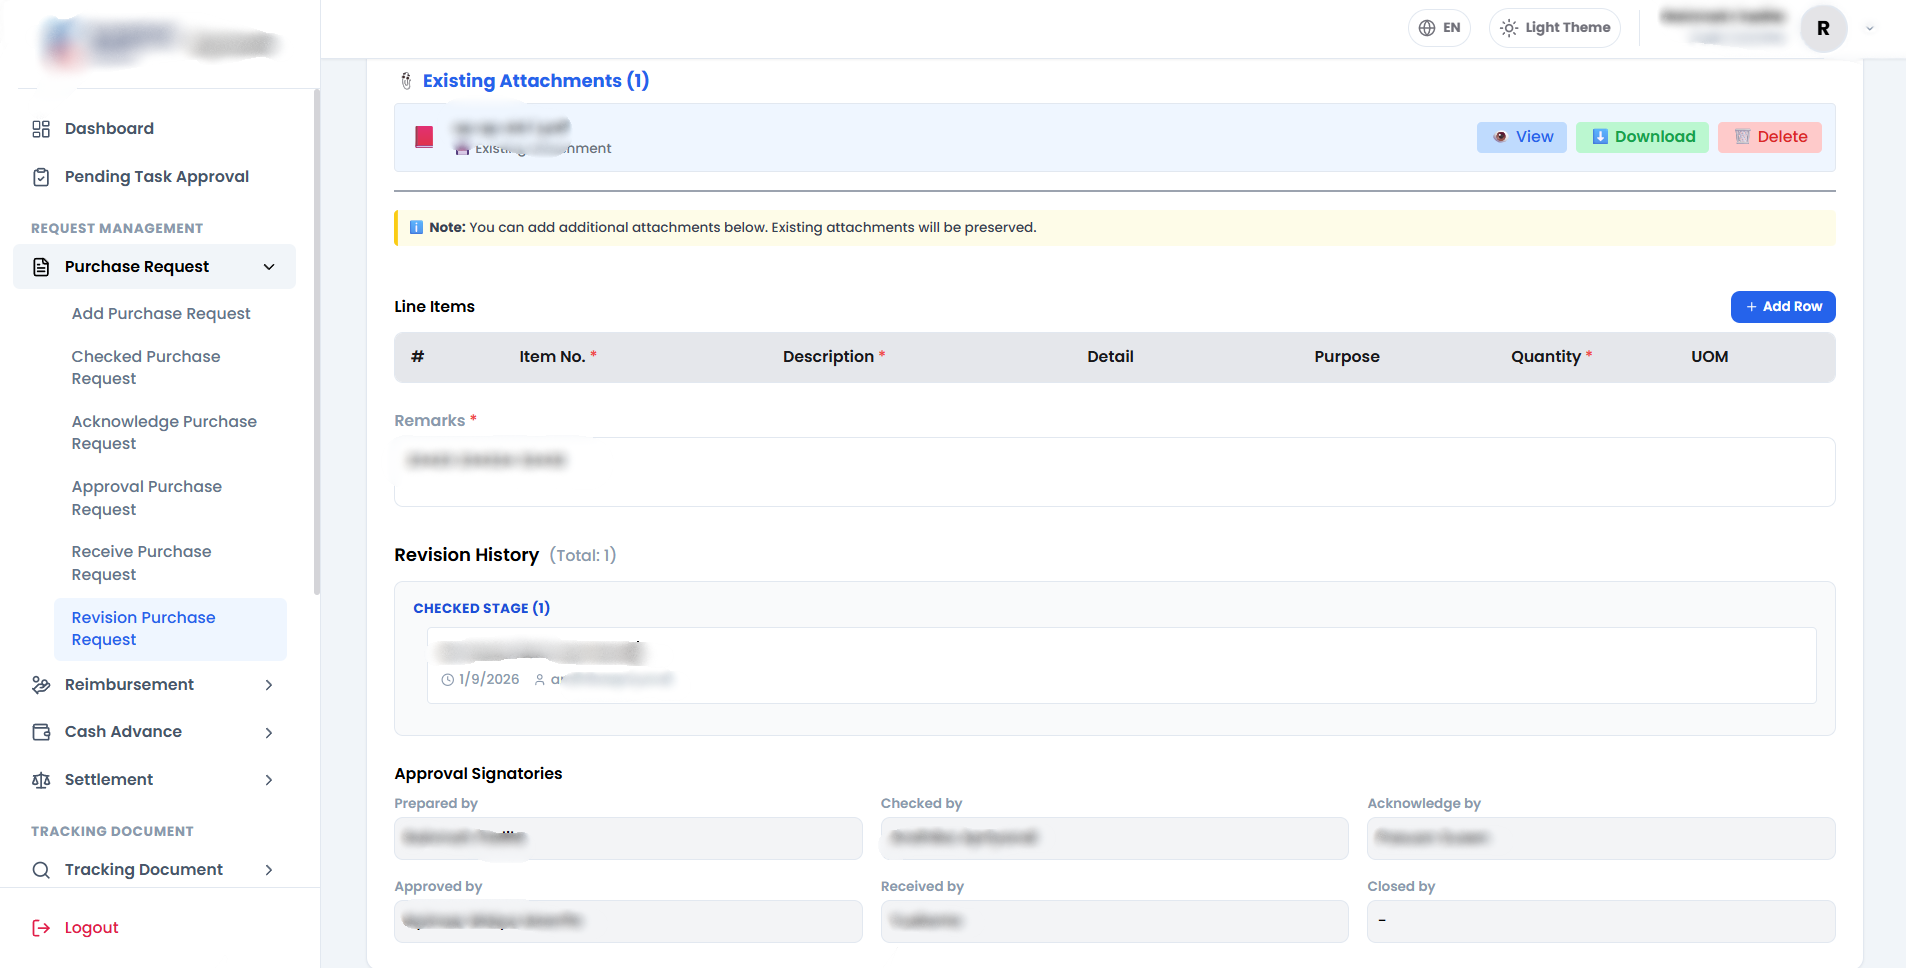 EN
Light Theme
R
Dashboard
Pending Task Approval
REQUEST MANAGEMENT
Purchase Request
Add Purchase Request
Checked Purchase
Request
Acknowledge Purchase
Request
Approval Purchase
Request
Receive Purchase
Request
Revision Purchase
Request
Reimbursement
Cash Advance
Settlement
TRACKING DOCUMENT
Tracking Document
Logout
Existing Attachments (1)
Existing
View
Download
Delete
Note: You can add additional attachments below. Existing attachments will be preserved.
Line Items
+ Add Row
# Item No. * Description * Detail Purpose Quantity * UOM
Remarks *
Revision History (Total: 1)
CHECKED STAGE (1)
1/9/2026
Approval Signatories
Prepared by Checked by Acknowledge by
Approved by Received by Closed by
-